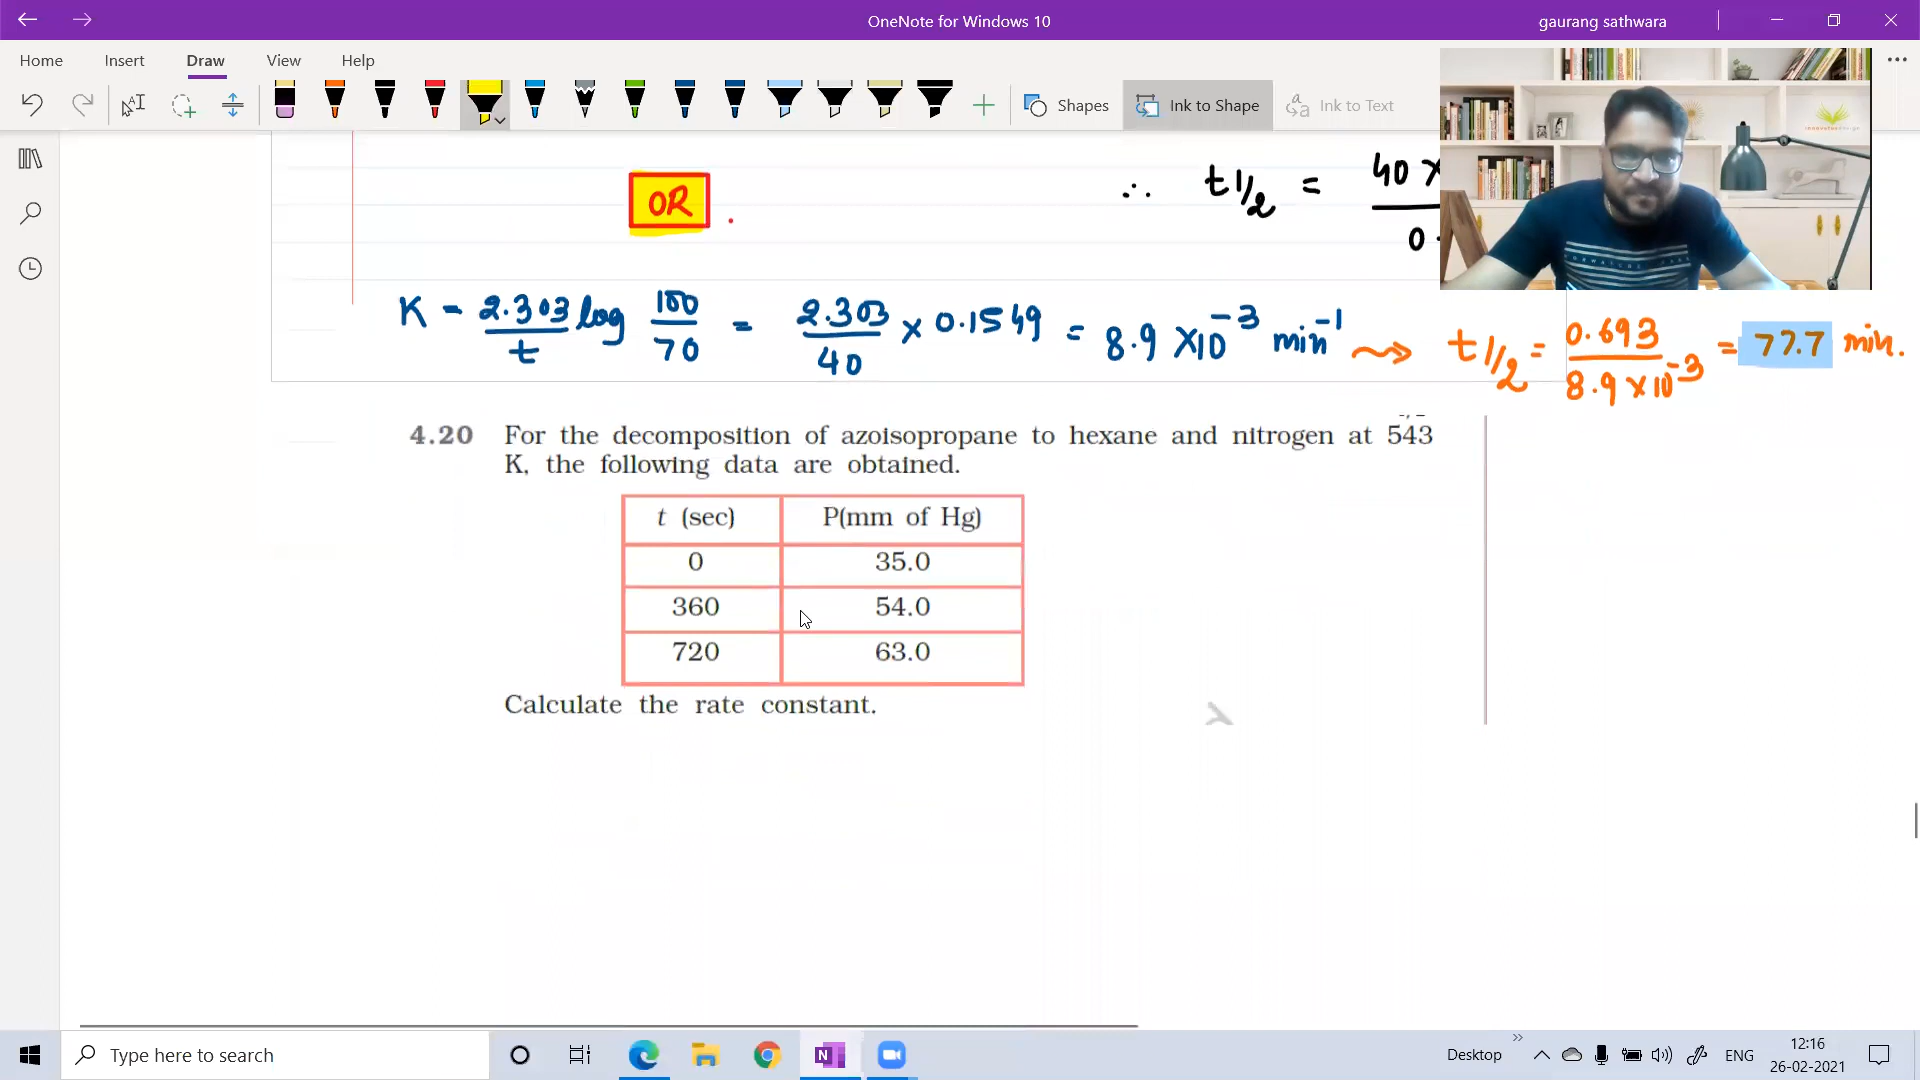 OneNote for Windows 10
gaurang sathwara
Home Insert Draw View Help
Shapes Ink to Shape Ink to Text
OR .
∴ t1/2 = 40 ×
0.
K = 2.303/t log 100/70 = 2.303/40 × 0.1549 = 8.9 × 10⁻³ min⁻¹ ⇝ t1/2 = 0.693/8.9×10⁻³ = 77.7 min.
4.20 For the decomposition of azoisopropane to hexane and nitrogen at 543
K, the following data are obtained.
t (sec) P(mm of Hg)
0 35.0
360 54.0
720 63.0
Calculate the rate constant.
Type here to search
Desktop
ENG
12:16
26-02-2021